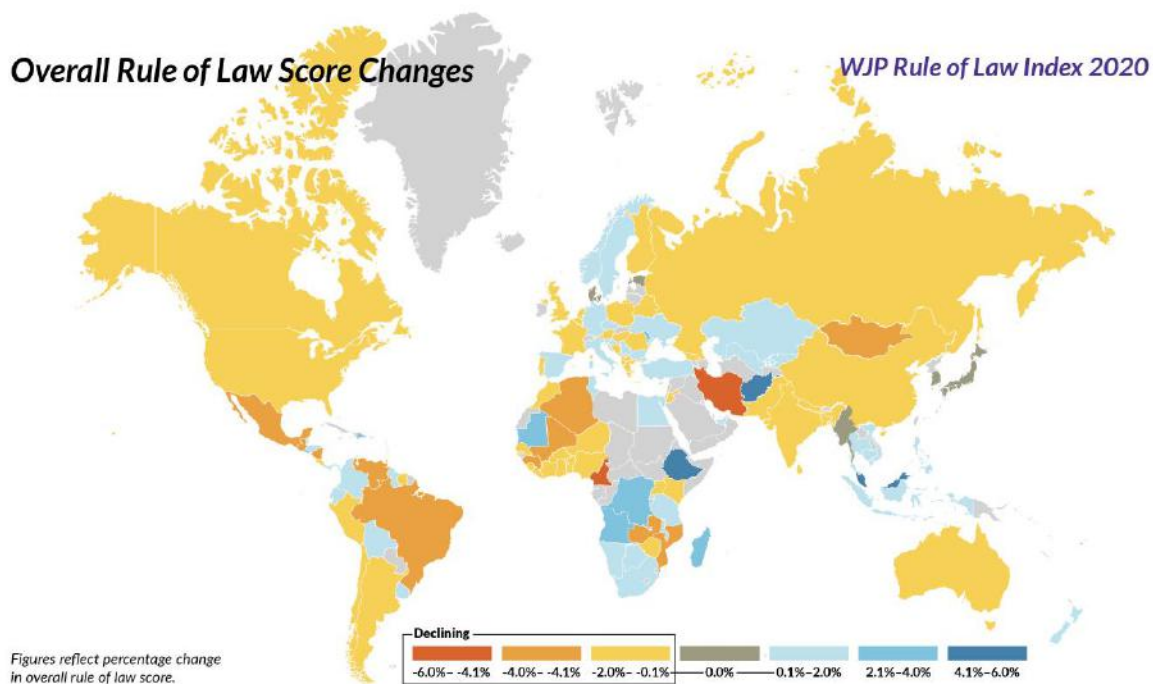 Overall Rule of Law Score Changes
WJP Rule of Law Index 2020
Declining
-6.0%– -4.1%
-4.0%– -4.1%
-2.0%– -0.1%
0.0%
0.1%–2.0%
2.1%–4.0%
4.1%–6.0%
Figures reflect percentage change
in overall rule of law score.